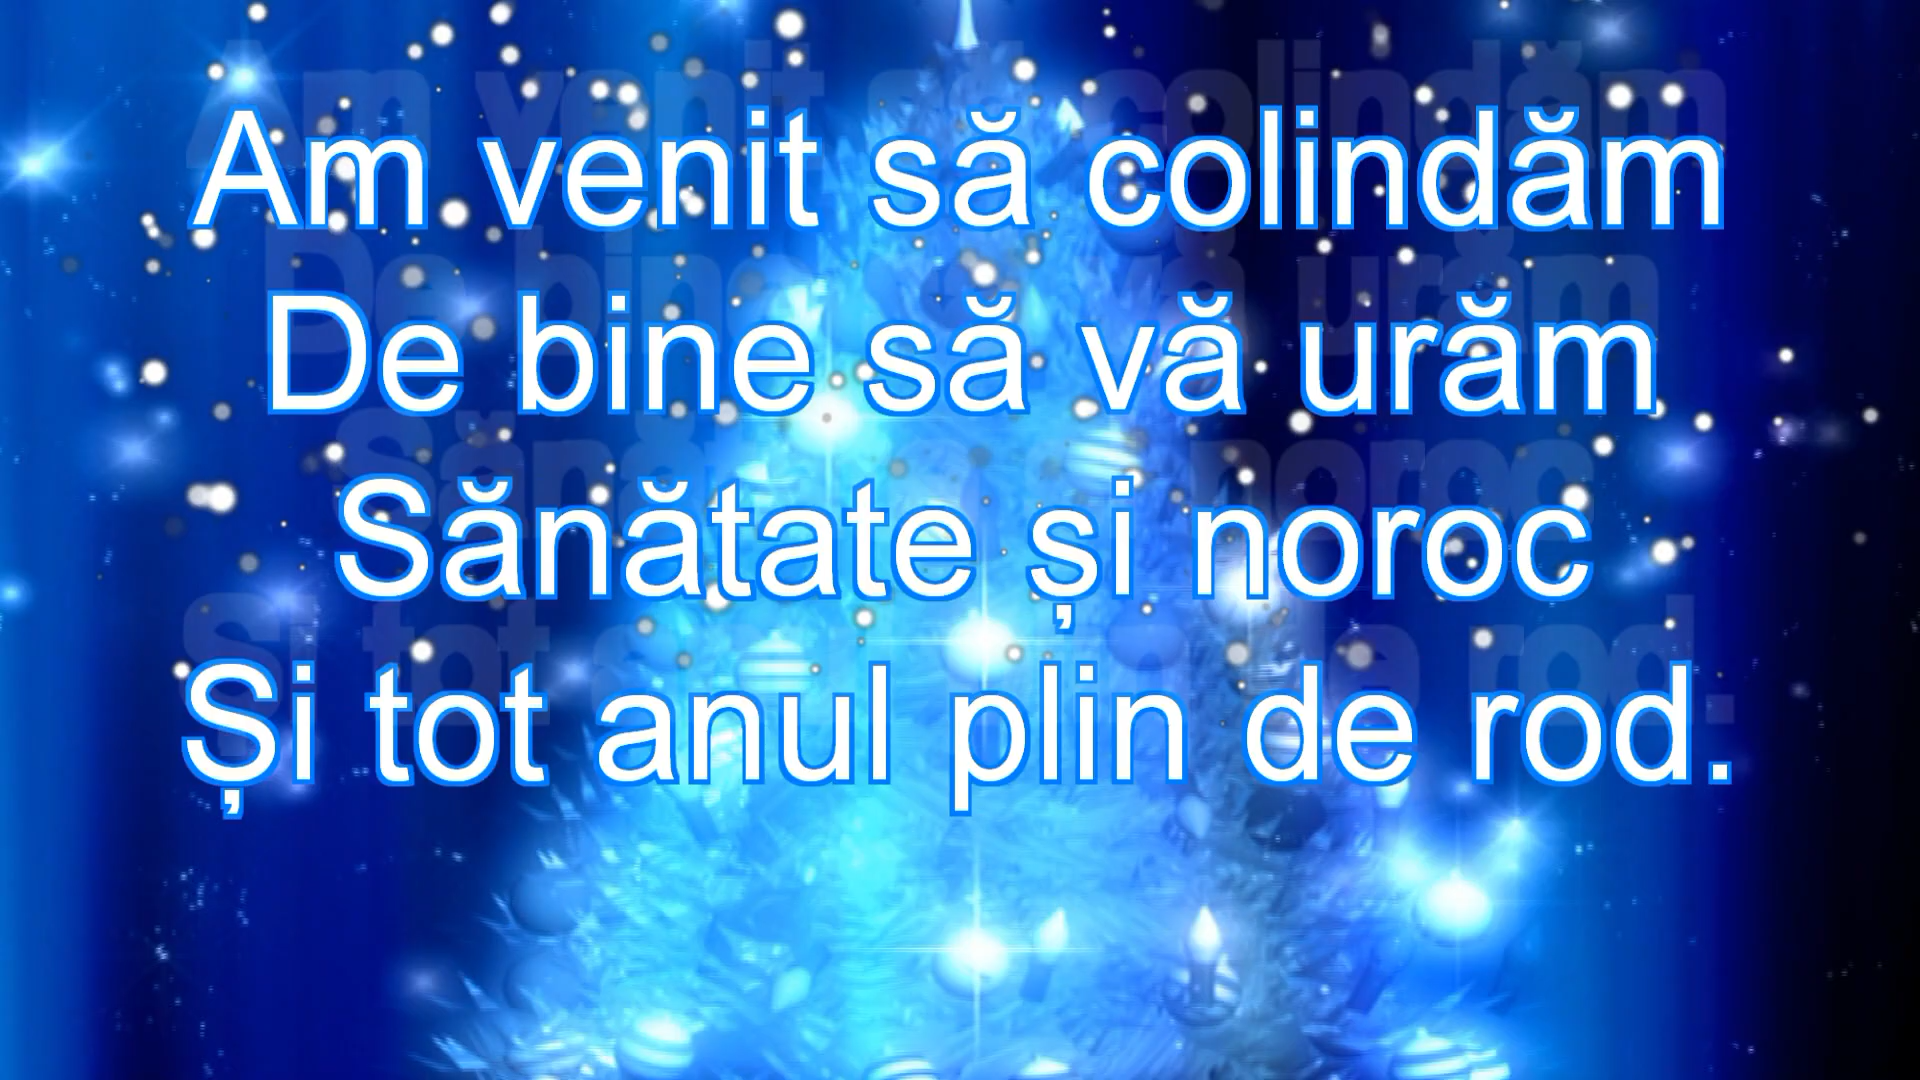 Am venit să colindăm
De bine să vă urăm
Sănătate și noroc
Și tot anul plin de rod.